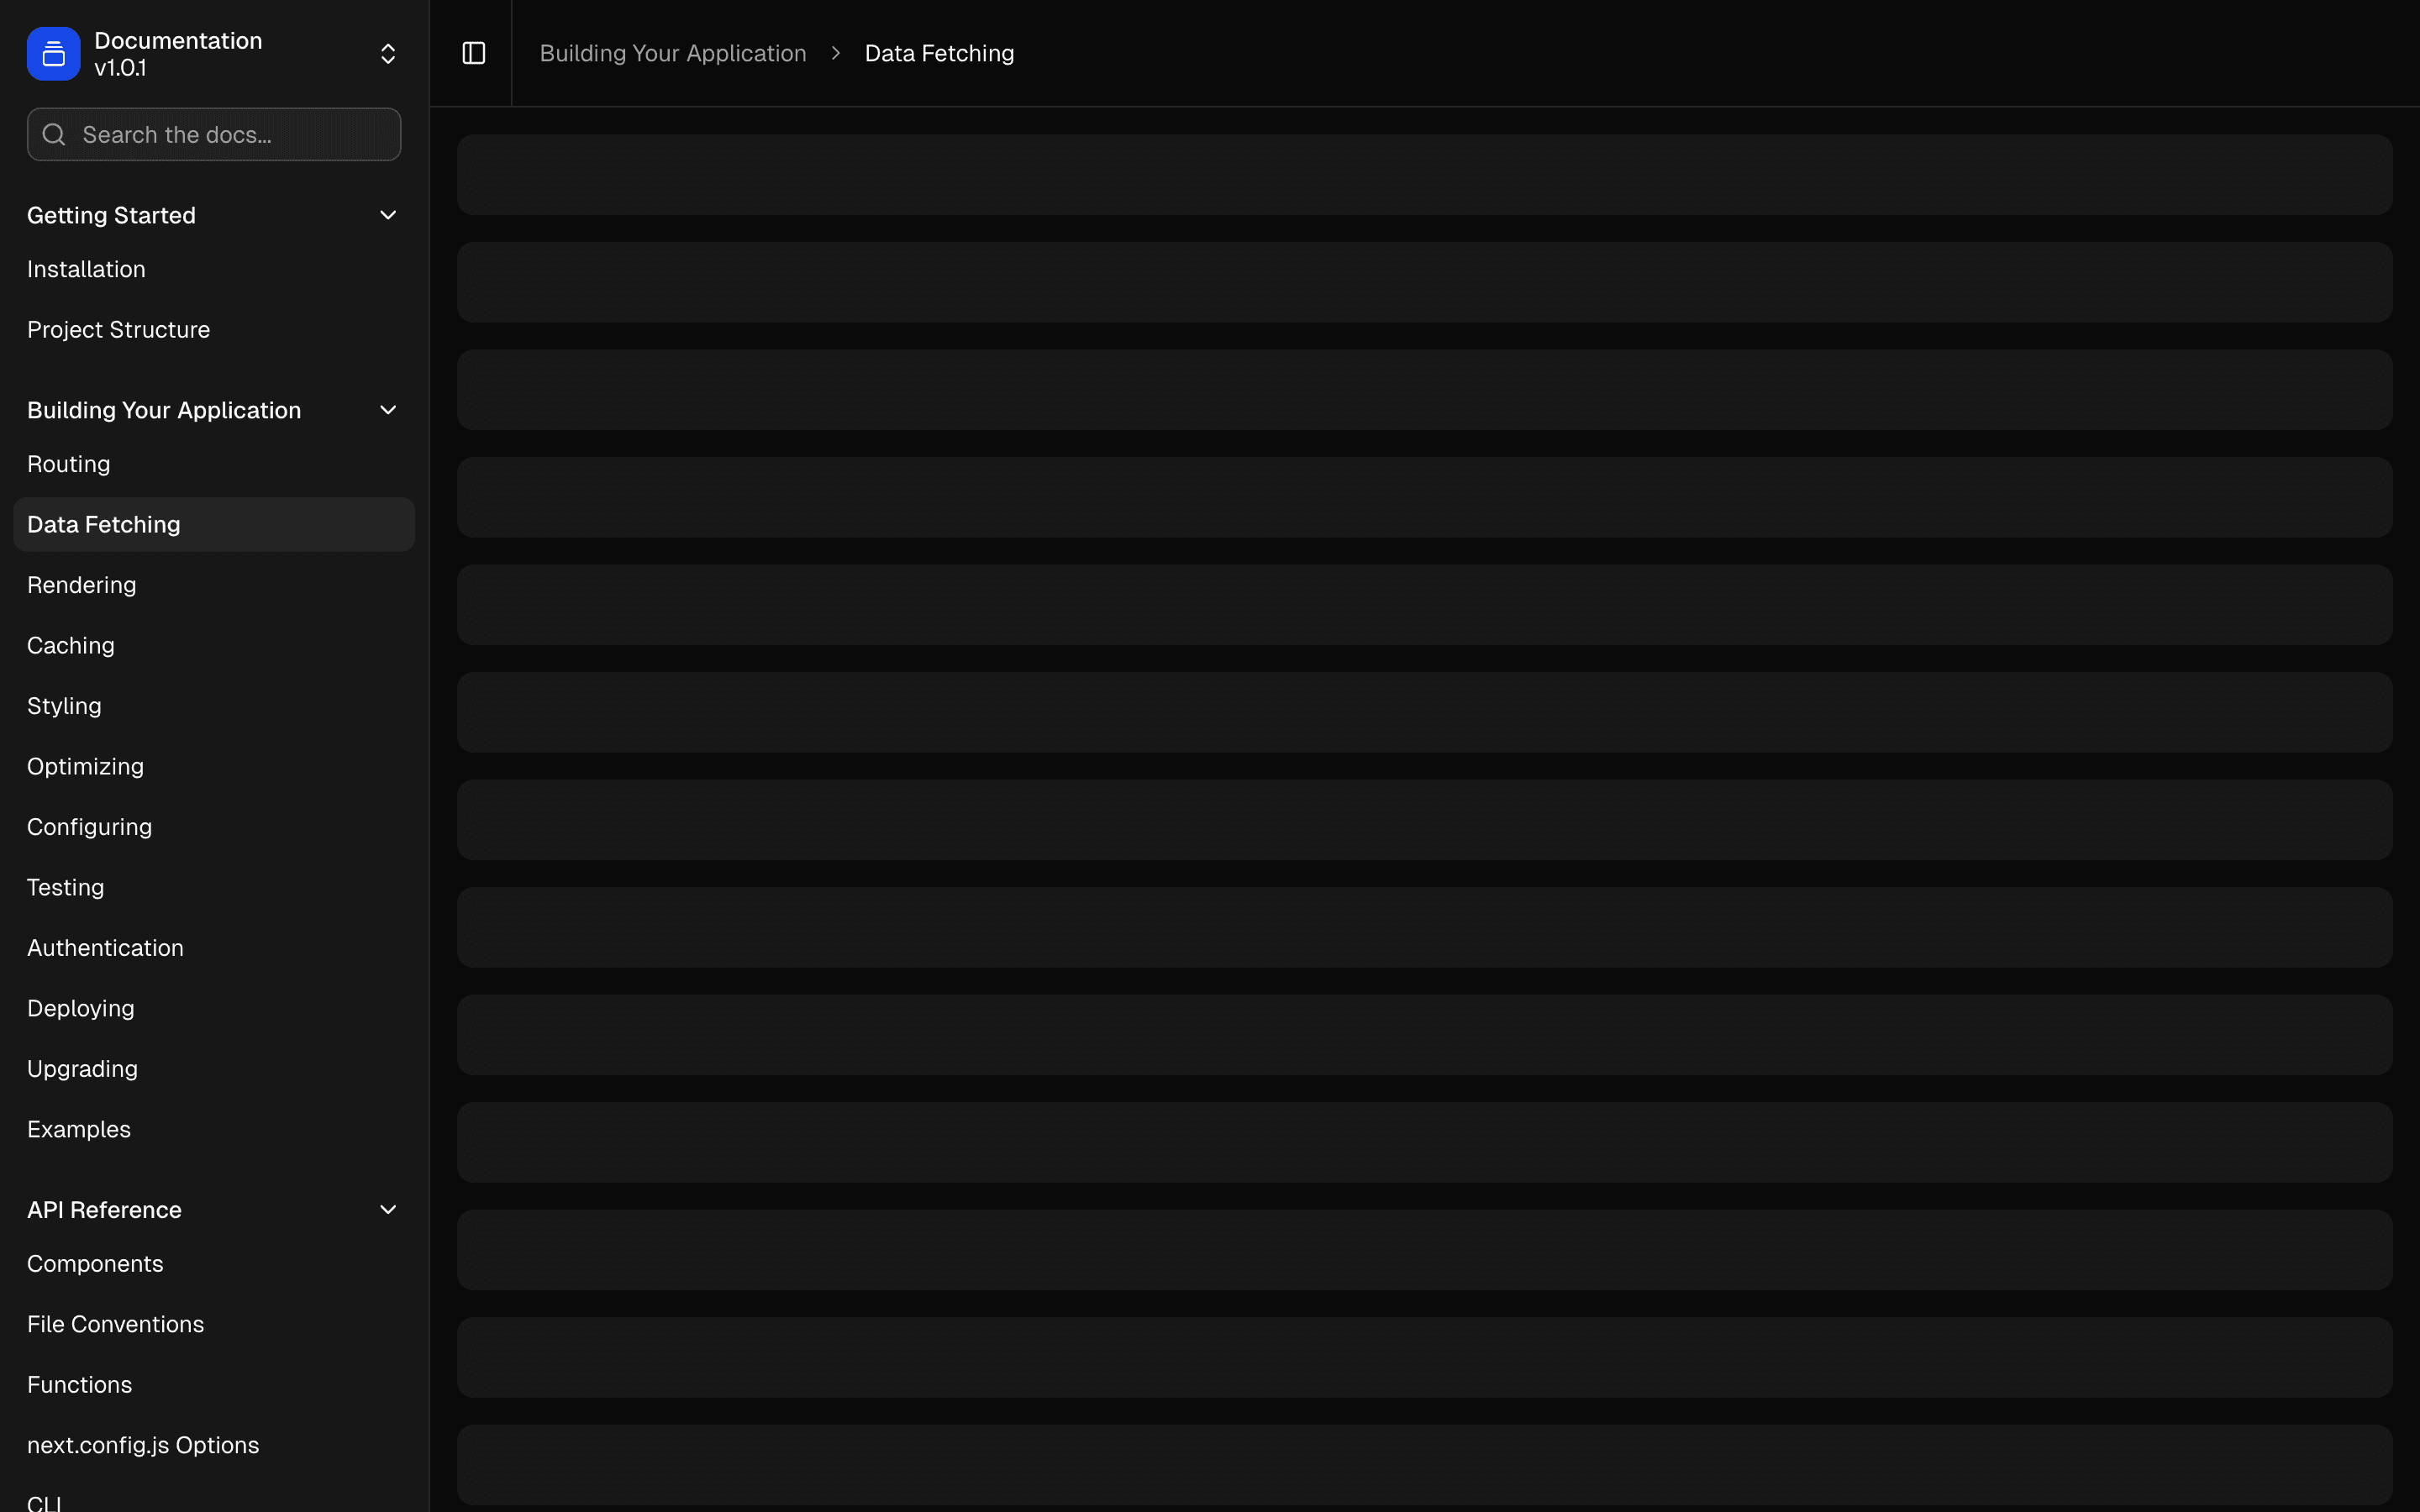 Documentation
v1.0.1
Search the docs...
Getting Started
Installation
Project Structure
Building Your Application
Routing
Data Fetching
Rendering
Caching
Styling
Optimizing
Configuring
Testing
Authentication
Deploying
Upgrading
Examples
API Reference
Components
File Conventions
Functions
next.config.js Options
CLI
Building Your Application > Data Fetching